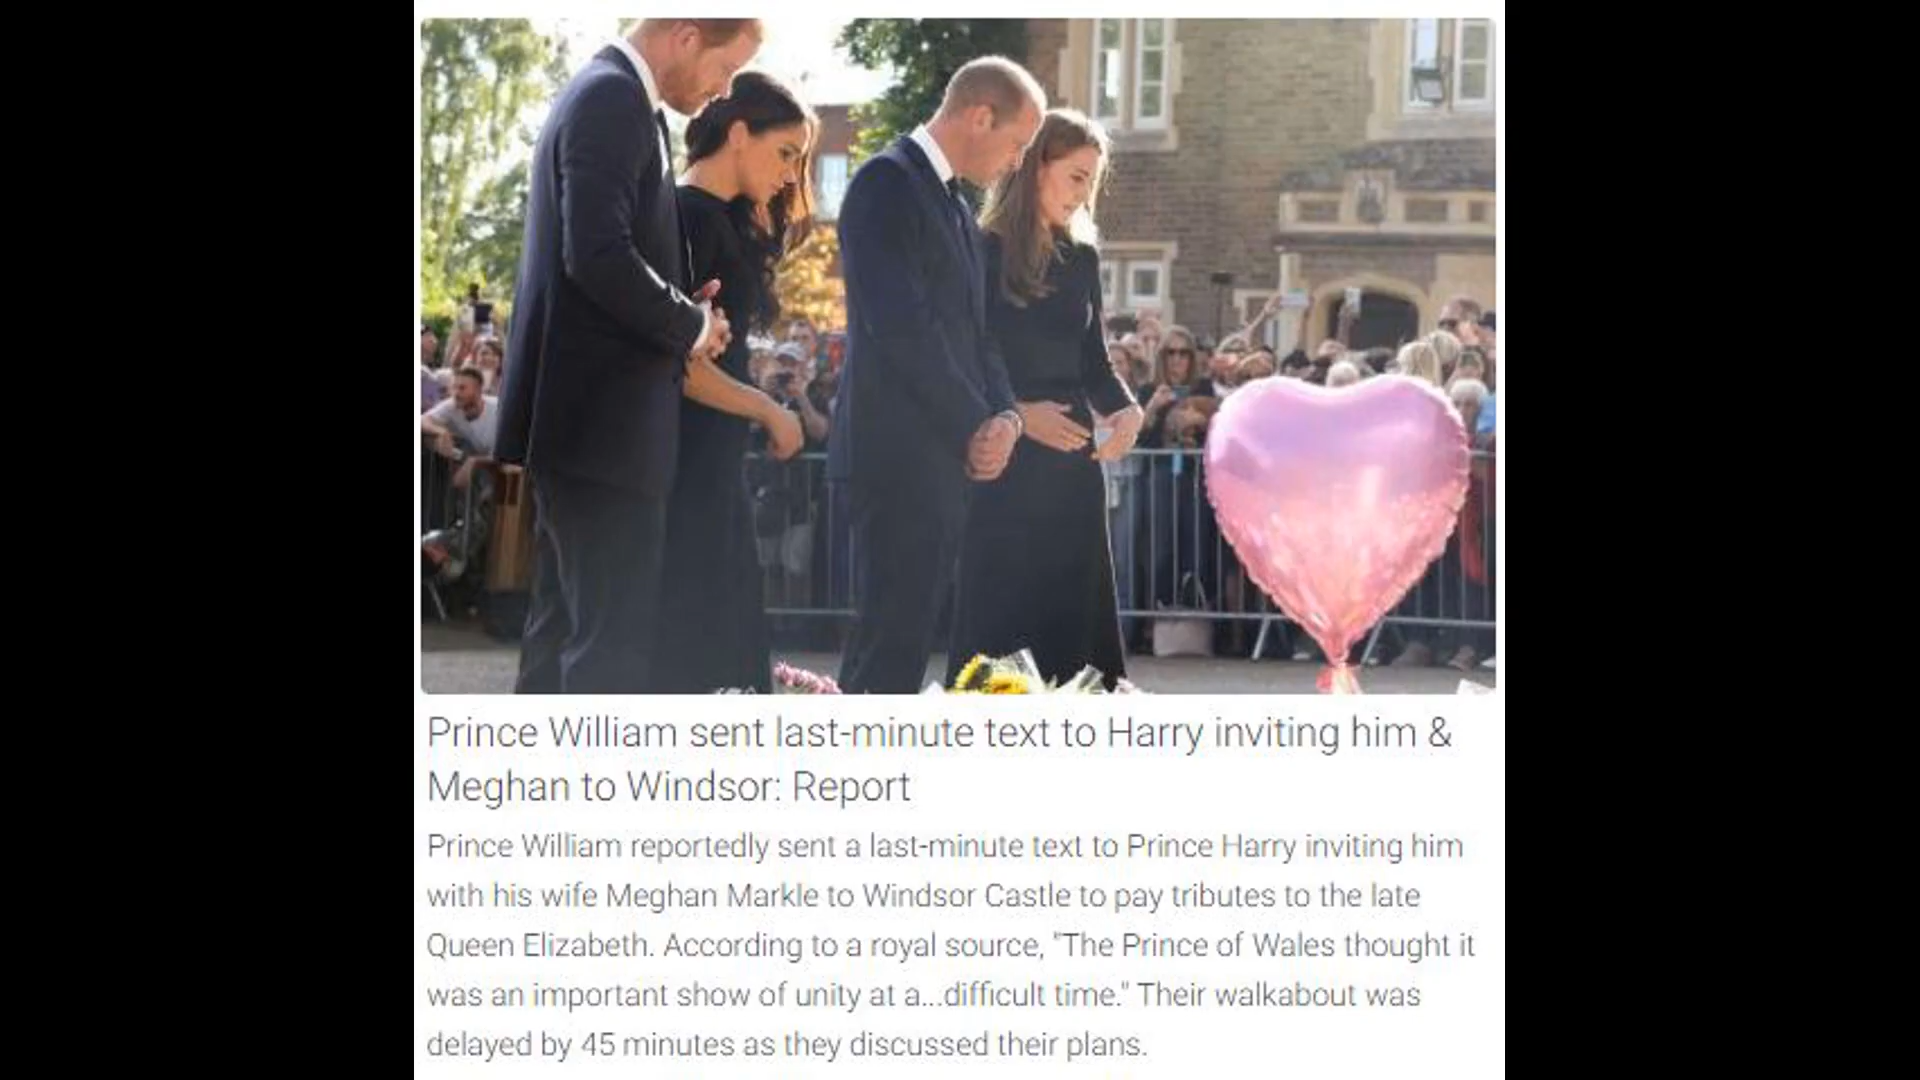 Prince William sent last-minute text to Harry inviting him &
Meghan to Windsor: Report
Prince William reportedly sent a last-minute text to Prince Harry inviting him
with his wife Meghan Markle to Windsor Castle to pay tributes to the late
Queen Elizabeth. According to a royal source, "The Prince of Wales thought it
was an important show of unity at a...difficult time." Their walkabout was
delayed by 45 minutes as they discussed their plans.